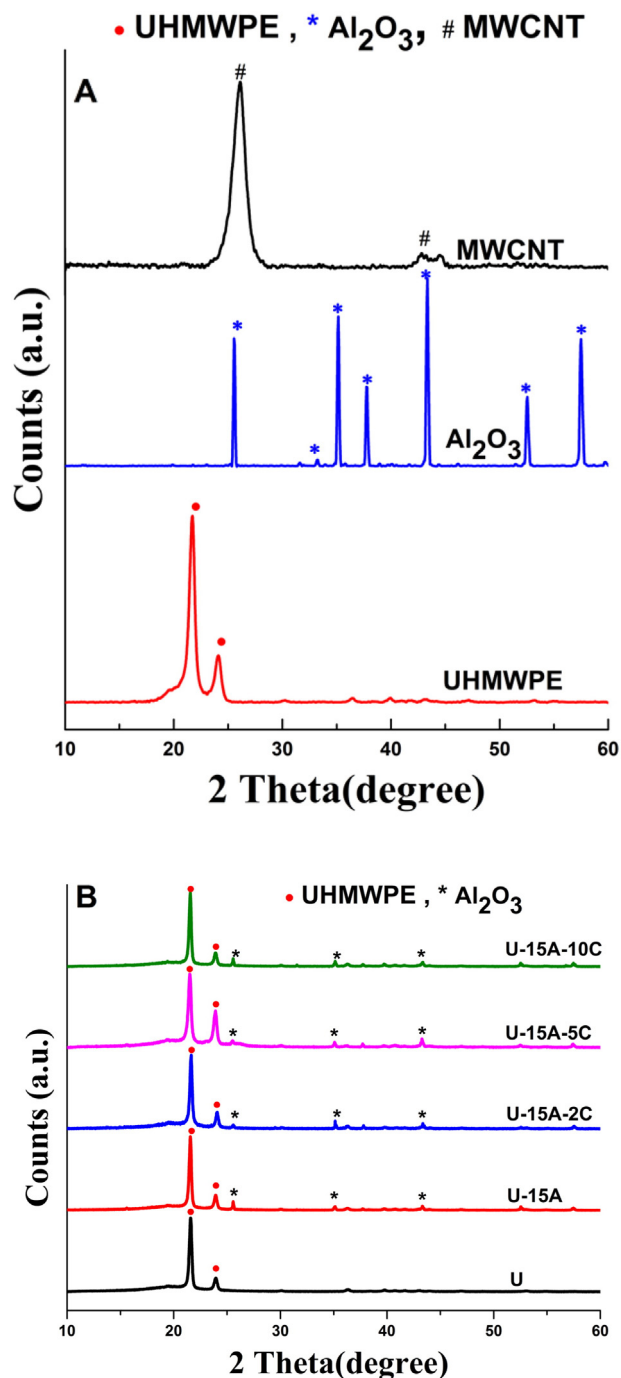 • UHMWPE , * Al₂O₃, # MWCNT
A
#
#
MWCNT
* * * * * * *
Al₂O₃
UHMWPE
Counts (a.u.)
10 20 30 40 50 60
2 Theta(degree)
B
• UHMWPE , * Al₂O₃
U-15A-10C
* * *
U-15A-5C
* * *
U-15A-2C
* * *
U-15A
* * *
U
Counts (a.u.)
10 20 30 40 50 60
2 Theta(degree)